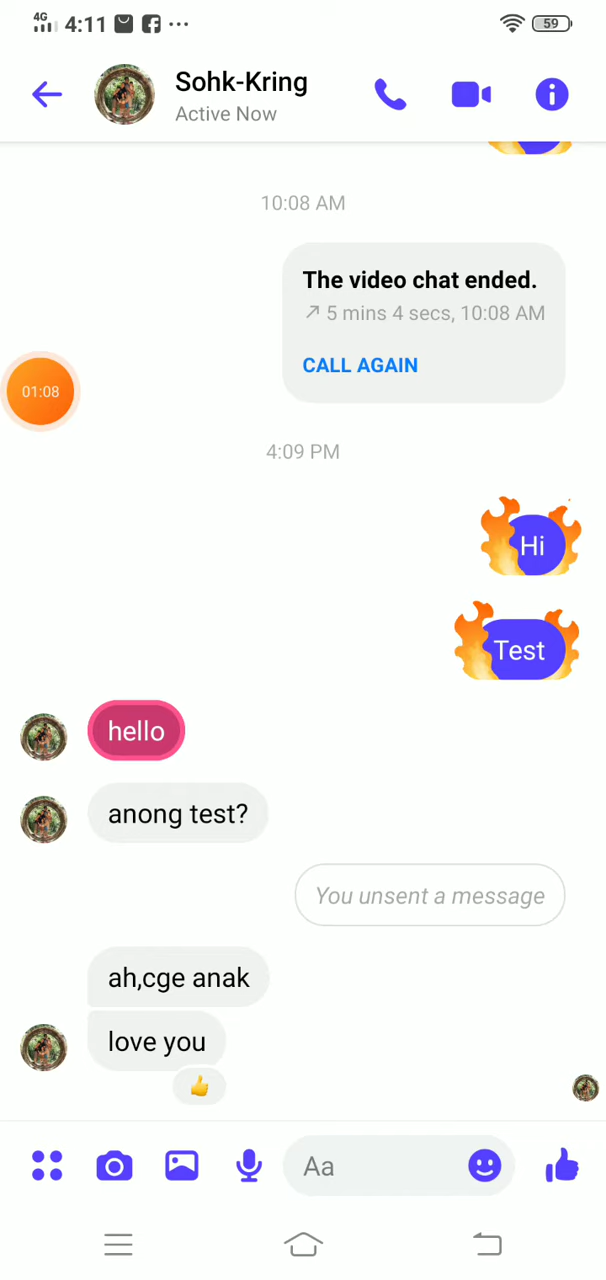 4G 4:11 59
Sohk-Kring
Active Now
10:08 AM
The video chat ended.
5 mins 4 secs, 10:08 AM
CALL AGAIN
01:08
4:09 PM
Hi
Test
hello
anong test?
You unsent a message
ah,cge anak
love you
Aa